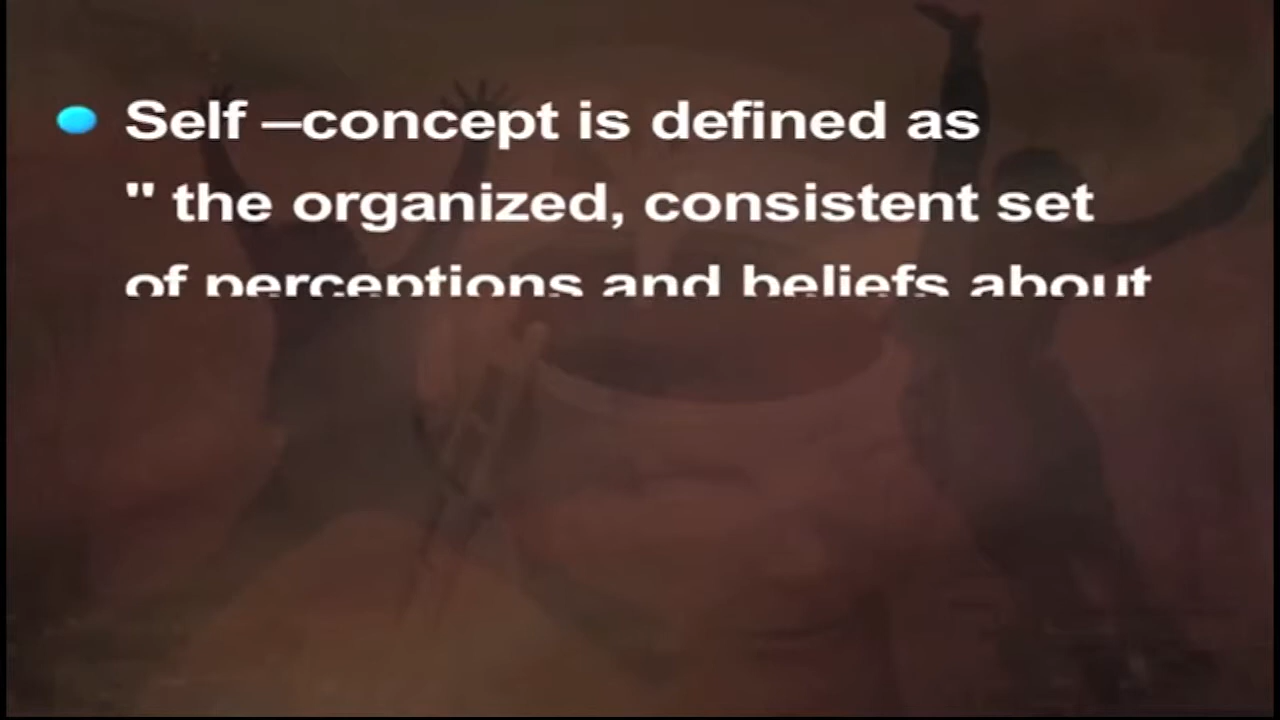 Self –concept is defined as
" the organized, consistent set
of perceptions and beliefs about